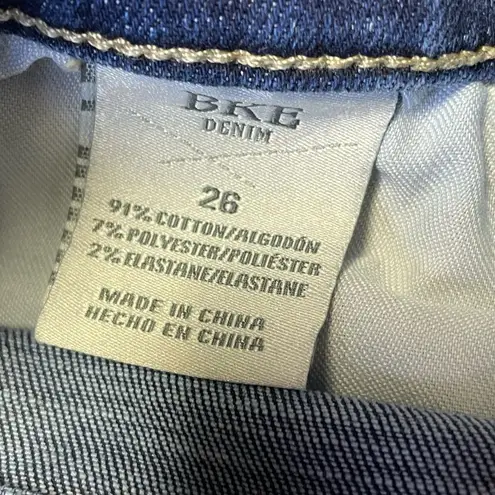 BKE
DENIM
26
91% COTTON/ALGODÓN
7% POLYESTER/POLIÉSTER
2% ELASTANE/ELASTANE
MADE IN CHINA
HECHO EN CHINA